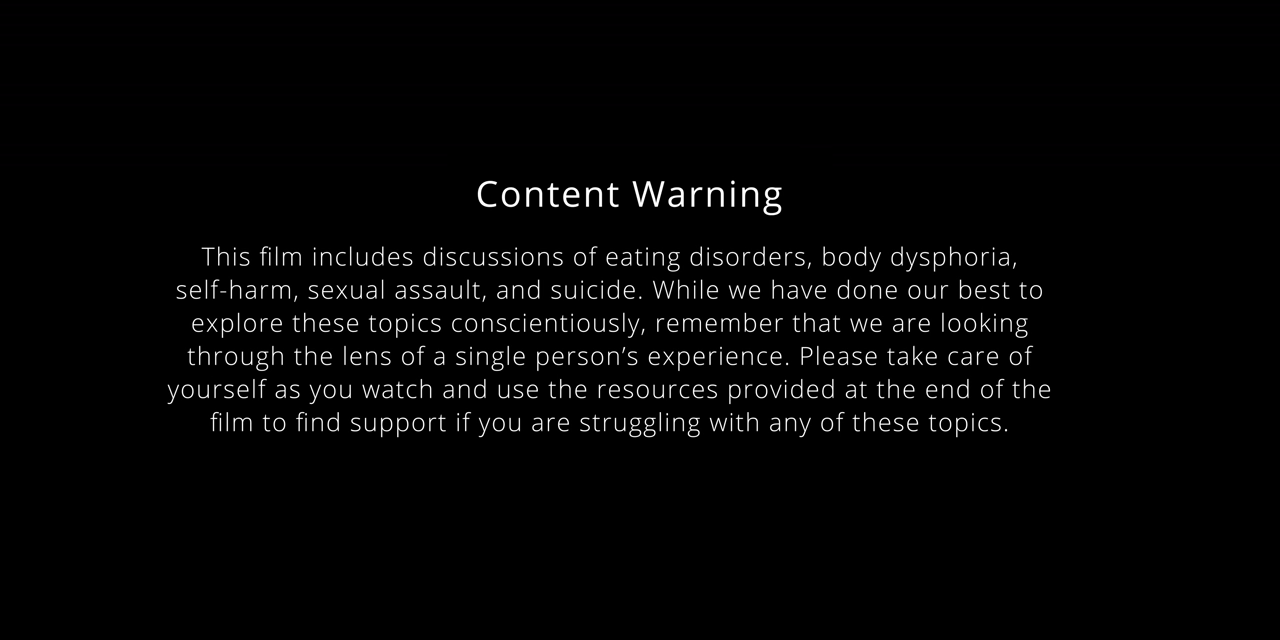 Content Warning
This film includes discussions of eating disorders, body dysphoria,
self-harm, sexual assault, and suicide. While we have done our best to
explore these topics conscientiously, remember that we are looking
through the lens of a single person’s experience. Please take care of
yourself as you watch and use the resources provided at the end of the
film to find support if you are struggling with any of these topics.